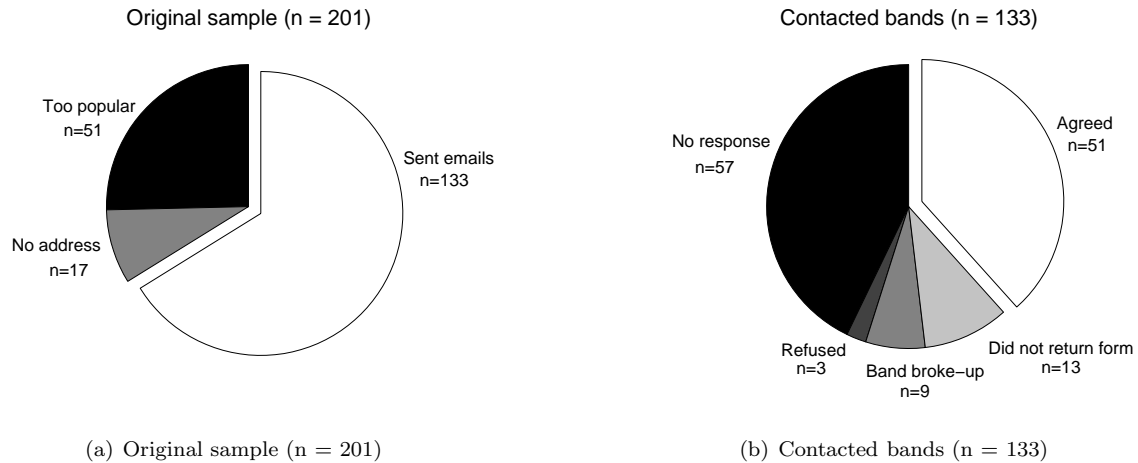 Original sample (n = 201)
Too popular
n=51
Sent emails
n=133
No address
n=17
(a) Original sample (n = 201)
Contacted bands (n = 133)
Agreed
n=51
No response
n=57
Did not return form
n=13
Refused
n=3
Band broke−up
n=9
(b) Contacted bands (n = 133)